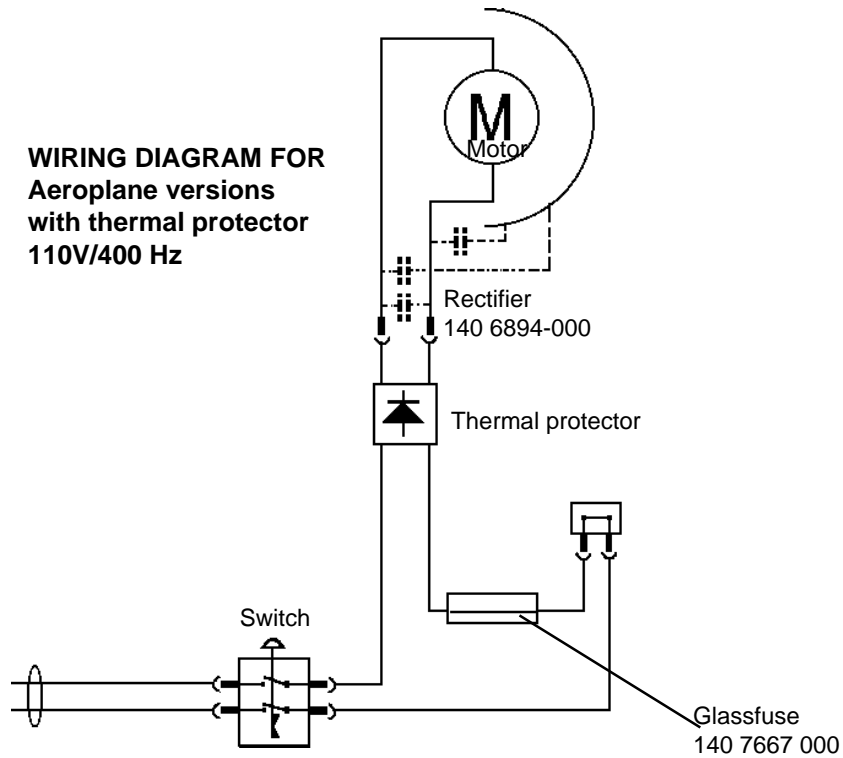 M
Motor
WIRING DIAGRAM FOR
Aeroplane versions
with thermal protector
110V/400 Hz
Rectifier
140 6894-000
Thermal protector
Switch
Glassfuse
140 7667 000